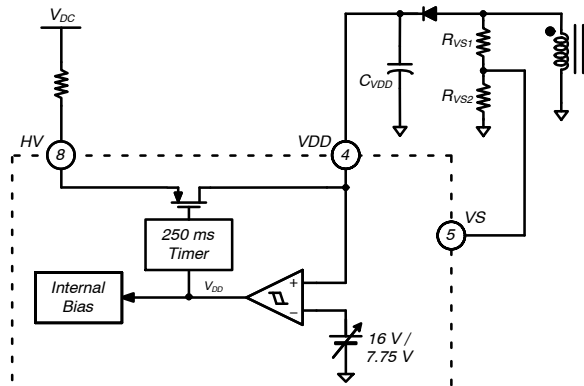 VDC
CVDD
RVS1
RVS2
HV
8
VDD
4
VS
5
250 ms
Timer
Internal
Bias
VDD
+
−
16 V /
7.75 V